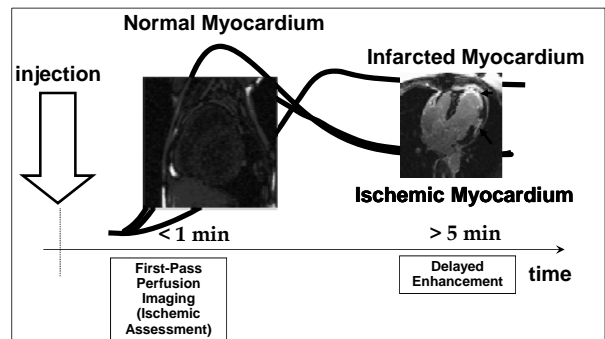 Normal Myocardium
injection
Infarcted Myocardium
Ischemic Myocardium
< 1 min
> 5 min
time
First-Pass
Perfusion
Imaging
(Ischemic
Assessment)
Delayed
Enhancement